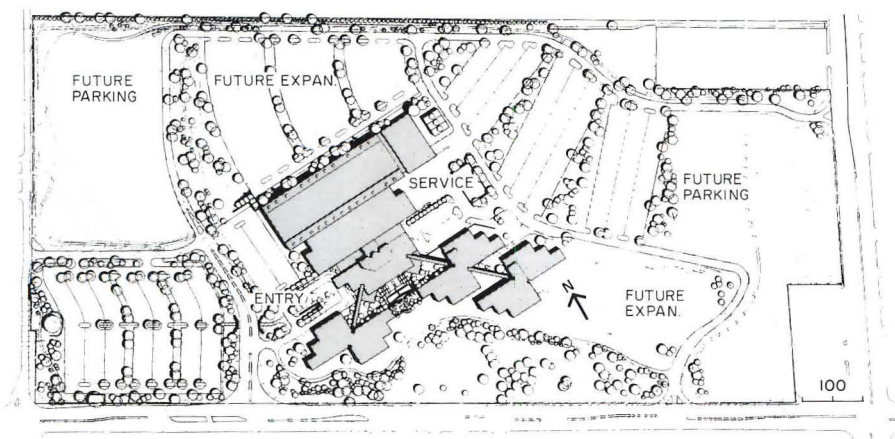 FUTURE
PARKING
FUTURE EXPAN.
SERVICE
FUTURE
PARKING
ENTRY
N
FUTURE
EXPAN.
100